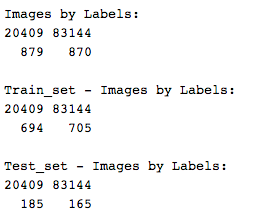 Images by Labels:
20409 83144
879 870
Train_set - Images by Labels:
20409 83144
694 705
Test_set - Images by Labels:
20409 83144
185 165